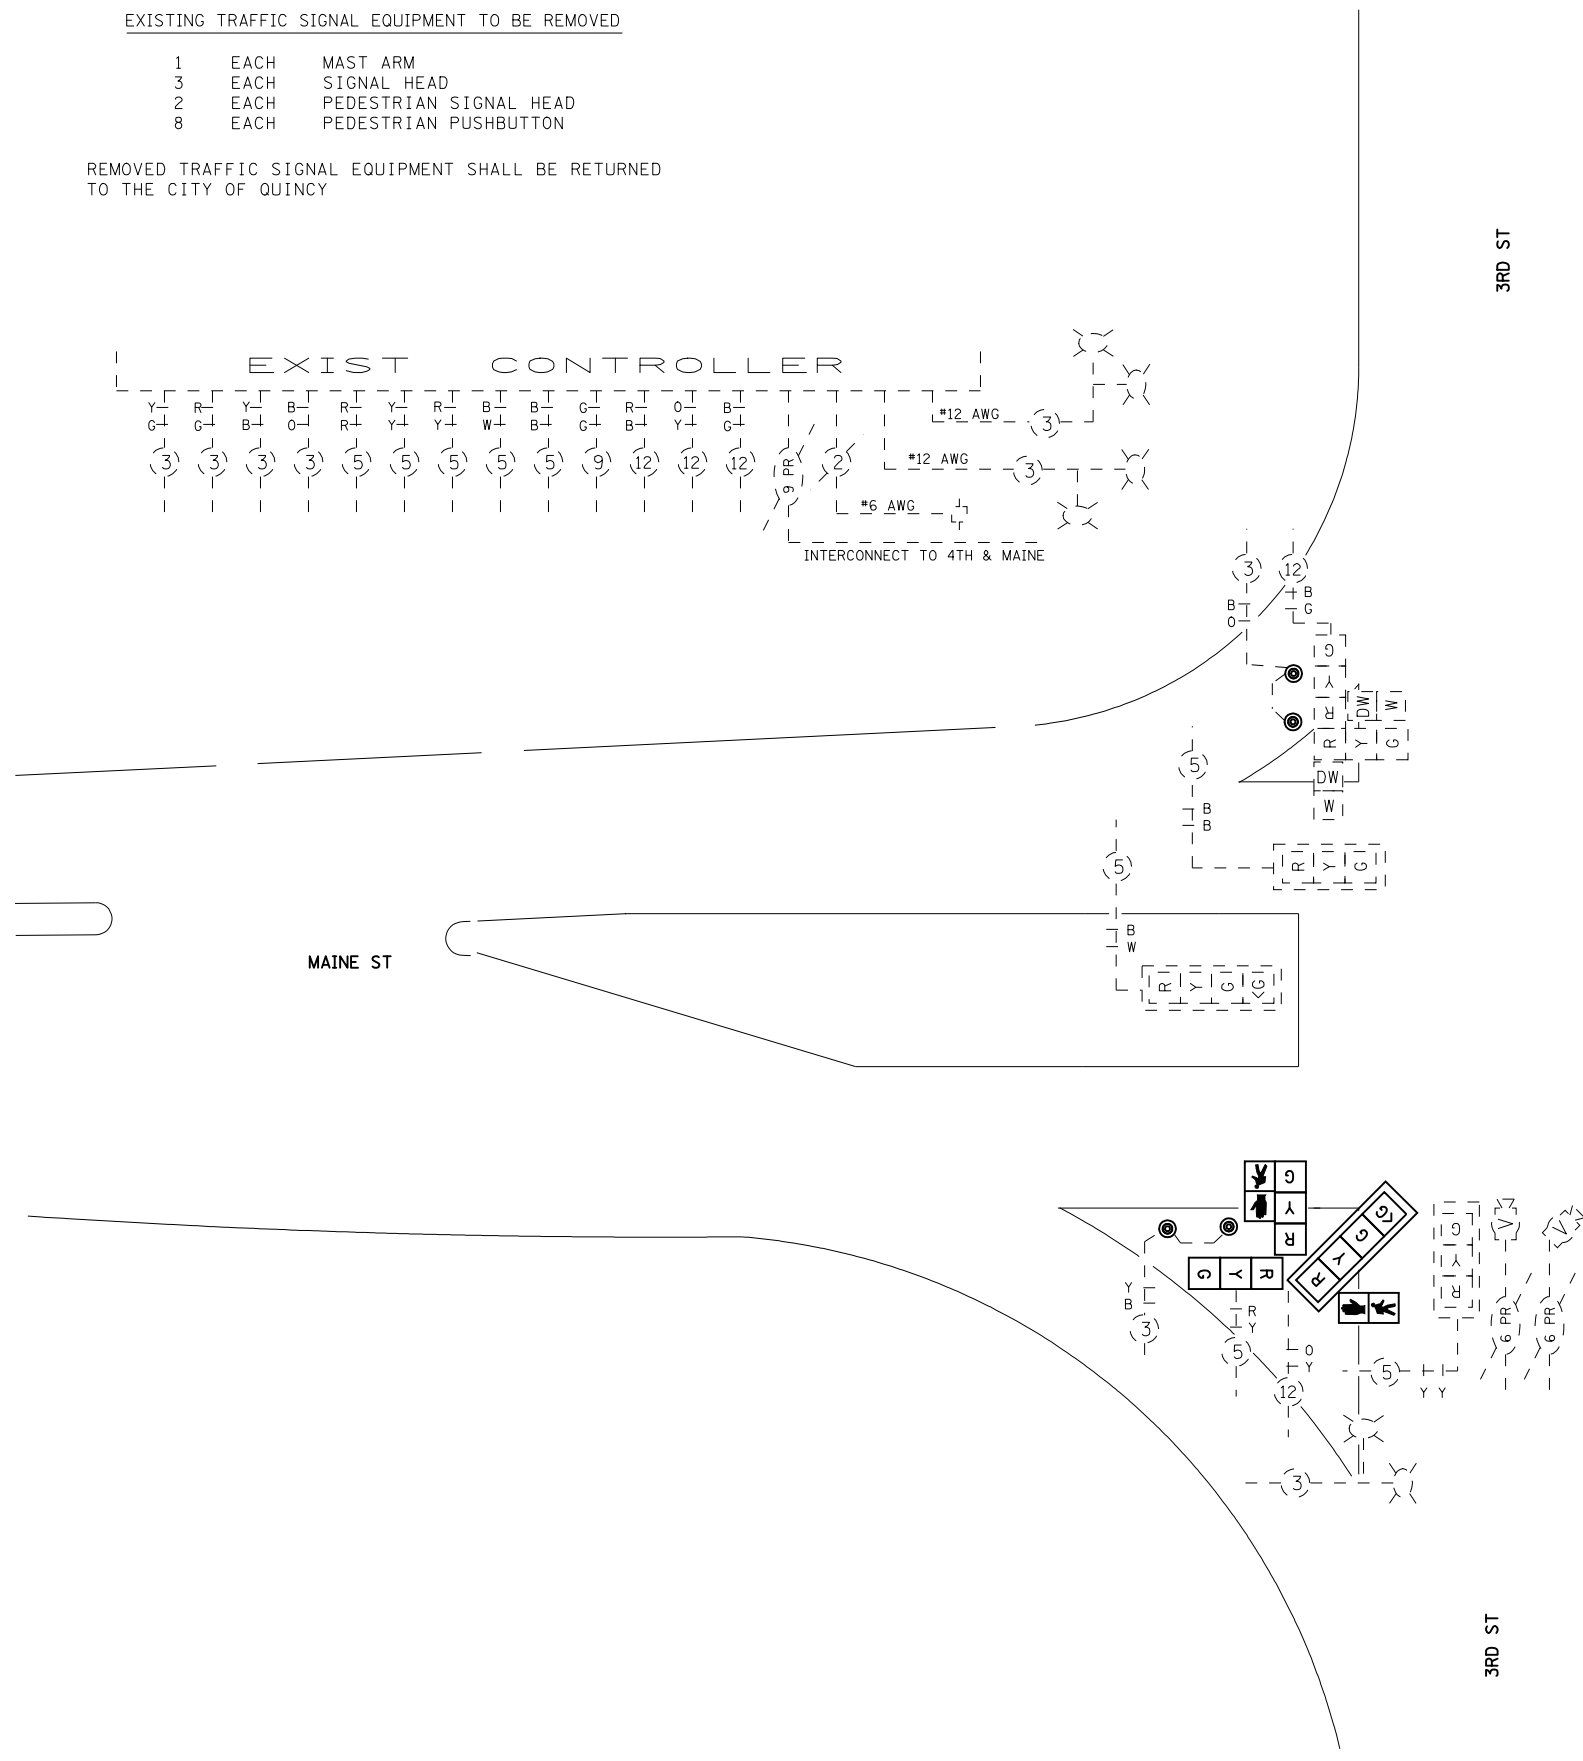 EXISTING TRAFFIC SIGNAL EQUIPMENT TO BE REMOVED
1 EACH MAST ARM
3 EACH SIGNAL HEAD
2 EACH PEDESTRIAN SIGNAL HEAD
8 EACH PEDESTRIAN PUSHBUTTON
REMOVED TRAFFIC SIGNAL EQUIPMENT SHALL BE RETURNED
TO THE CITY OF QUINCY
3RD ST
EXIST CONTROLLER
Y R Y B R Y R B B G R O B
G G B O R Y Y W B G B Y G
#12 AWG
3
3 3 3 3 5 5 5 5 5 9 12 12 12 9 PR 2
#12 AWG
3
#6 AWG
INTERCONNECT TO 4TH & MAINE
3 12
B
G
B
O
G
Y
R
DW W
R Y G
DW
W
5
B
B
R Y G
5
B
W
R Y G <G
MAINE ST
G
Y
R
R Y G <G
G Y R
G
Y
R
V V
Y
B
3
R
Y
5
O
Y
12
5
Y Y
6 PR 6 PR
3
3RD ST